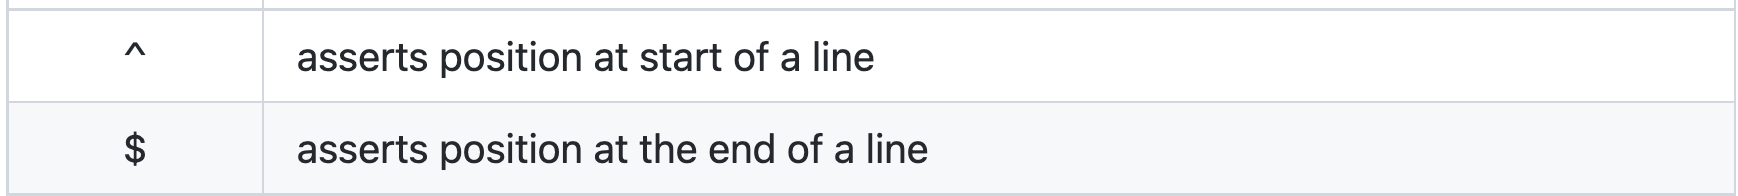 ^ asserts position at start of a line
$ asserts position at the end of a line